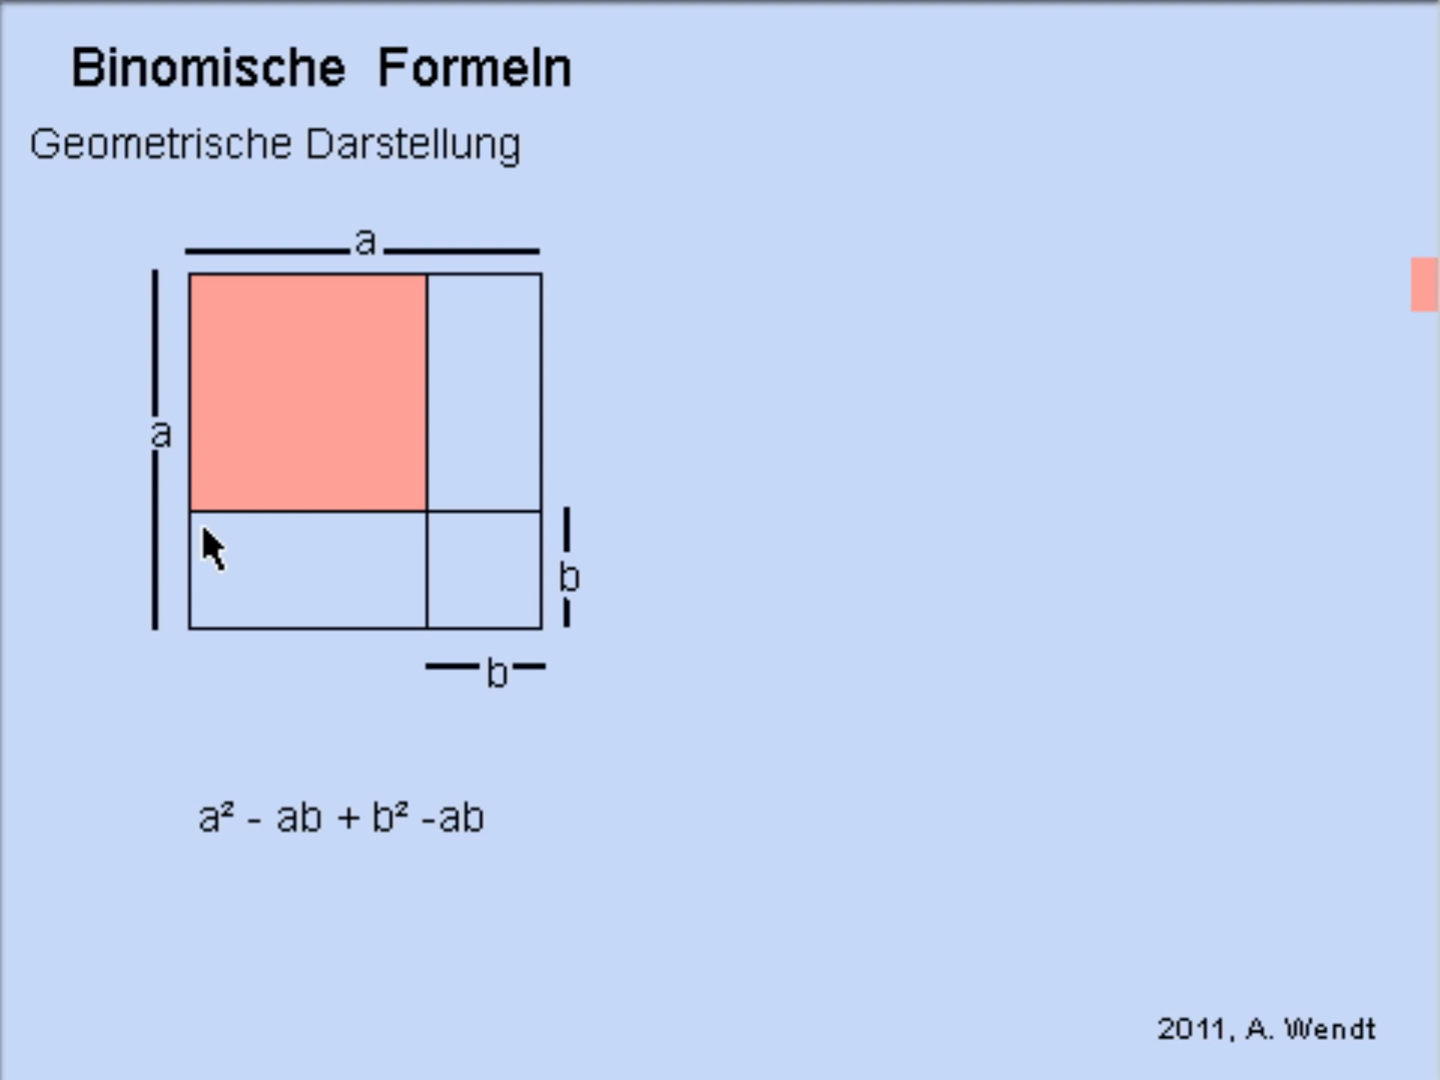 Binomische Formeln
Geometrische Darstellung
a
a
b
b
a² - ab + b² -ab
2011, A. Wendt